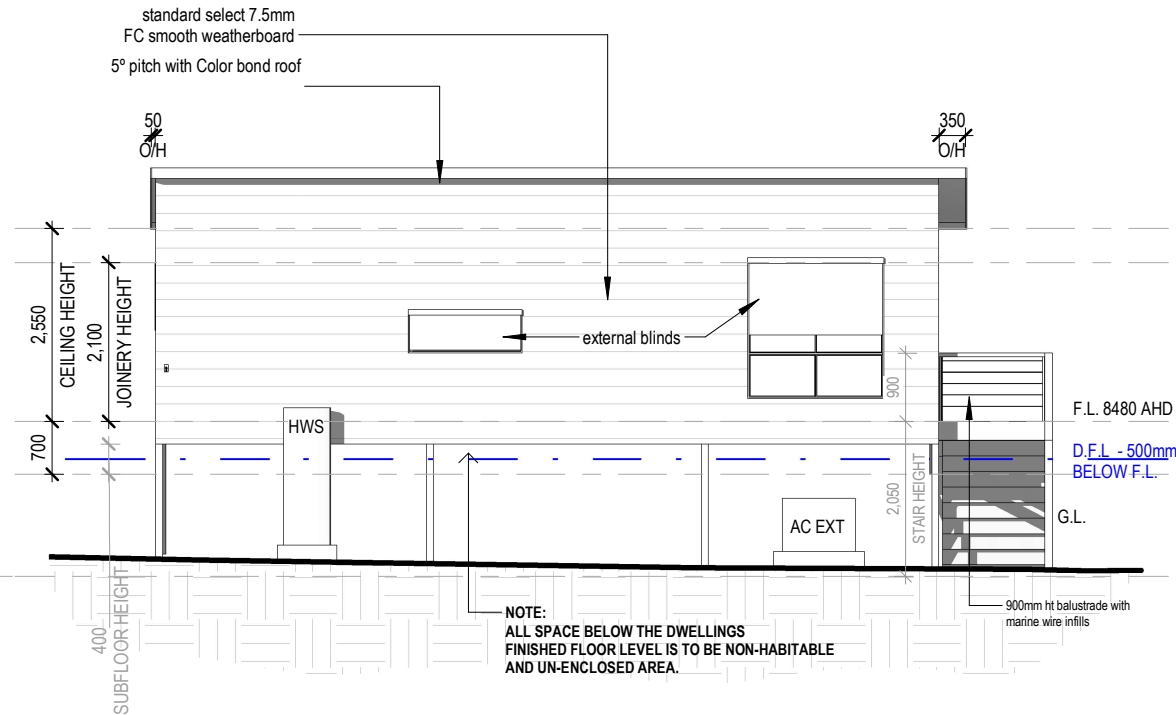 standard select 7.5mm
FC smooth weatherboard
5º pitch with Color bond roof
50
O/H
350
O/H
2,550
CEILING HEIGHT
2,100
JOINERY HEIGHT
external blinds
900
700
HWS
F.L. 8480 AHD
D.F.L - 500mm
BELOW F.L.
2,050
STAIR HEIGHT
AC EXT
G.L.
400
SUBFLOOR HEIGHT
NOTE:
ALL SPACE BELOW THE DWELLINGS
FINISHED FLOOR LEVEL IS TO BE NON-HABITABLE
AND UN-ENCLOSED AREA.
900mm ht balustrade with
marine wire infills